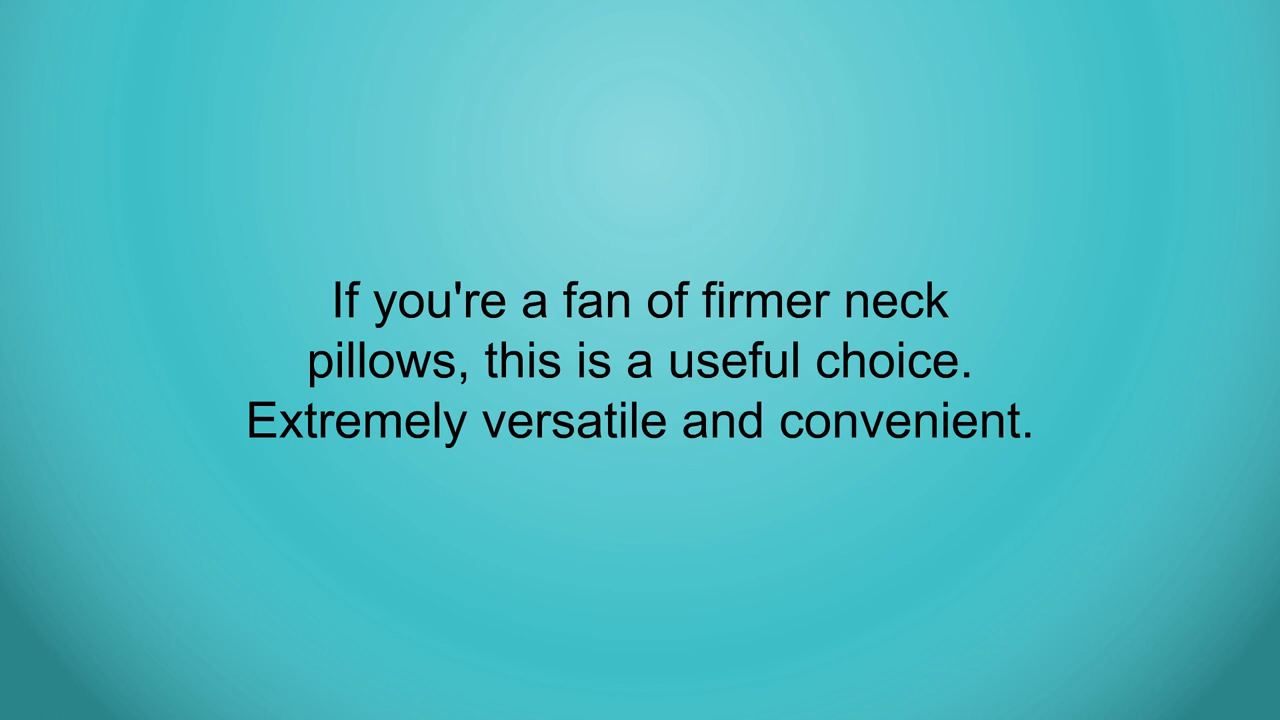 If you're a fan of firmer neck
pillows, this is a useful choice.
Extremely versatile and convenient.